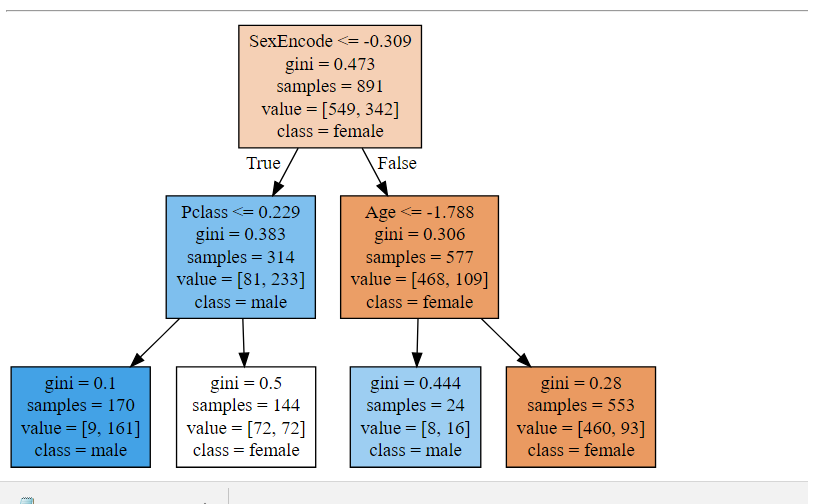 SexEncode <= -0.309
gini = 0.473
samples = 891
value = [549, 342]
class = female
True
False
Pclass <= 0.229
gini = 0.383
samples = 314
value = [81, 233]
class = male
Age <= -1.788
gini = 0.306
samples = 577
value = [468, 109]
class = female
gini = 0.1
samples = 170
value = [9, 161]
class = male
gini = 0.5
samples = 144
value = [72, 72]
class = female
gini = 0.444
samples = 24
value = [8, 16]
class = male
gini = 0.28
samples = 553
value = [460, 93]
class = female